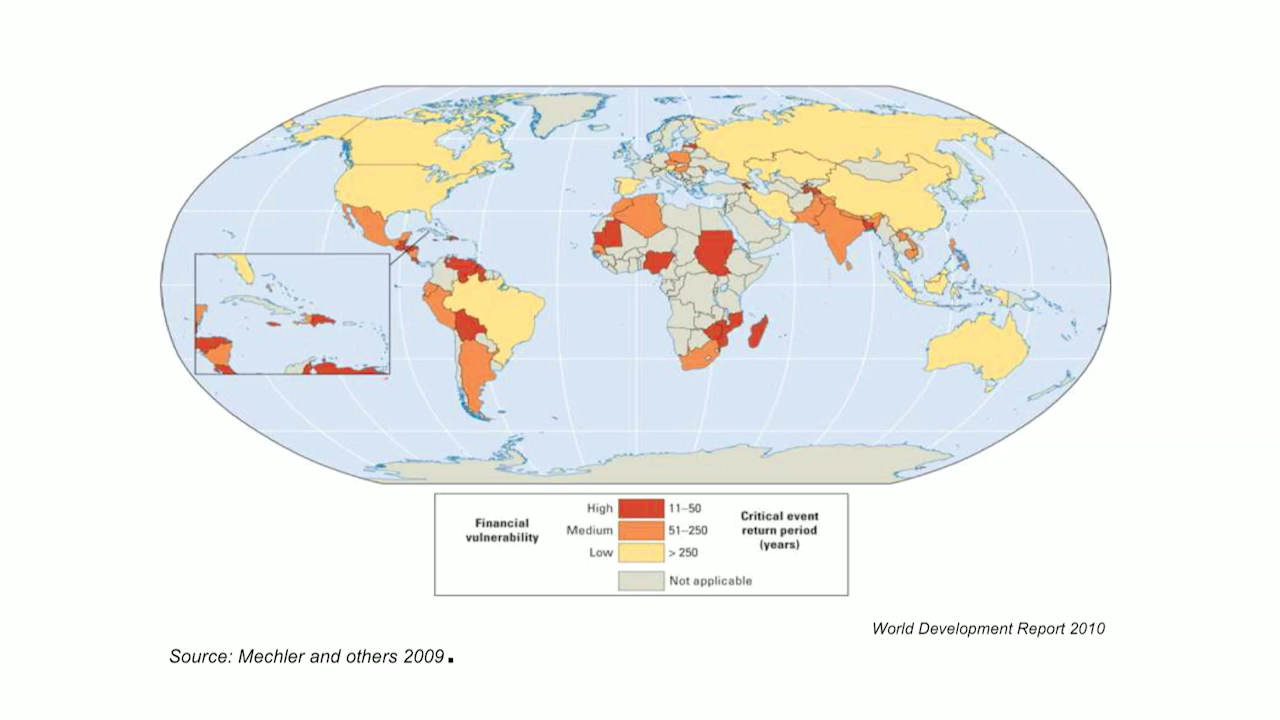 Financial
vulnerability
High
Medium
Low
11–50
51–250
> 250
Not applicable
Critical event
return period
(years)
World Development Report 2010
Source: Mechler and others 2009.